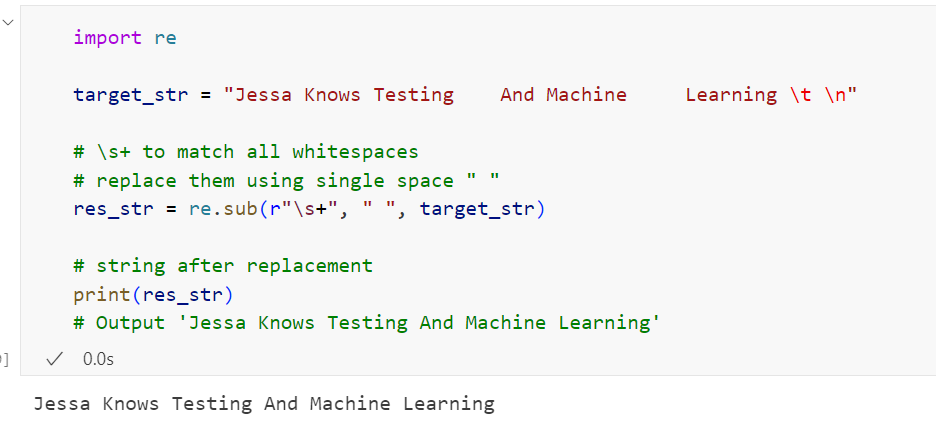 import re
target_str = "Jessa Knows Testing    And Machine     Learning \t \n"
# \s+ to match all whitespaces
# replace them using single space " "
res_str = re.sub(r"\s+", " ", target_str)
# string after replacement
print(res_str)
# Output 'Jessa Knows Testing And Machine Learning'
] ✓ 0.0s
Jessa Knows Testing And Machine Learning